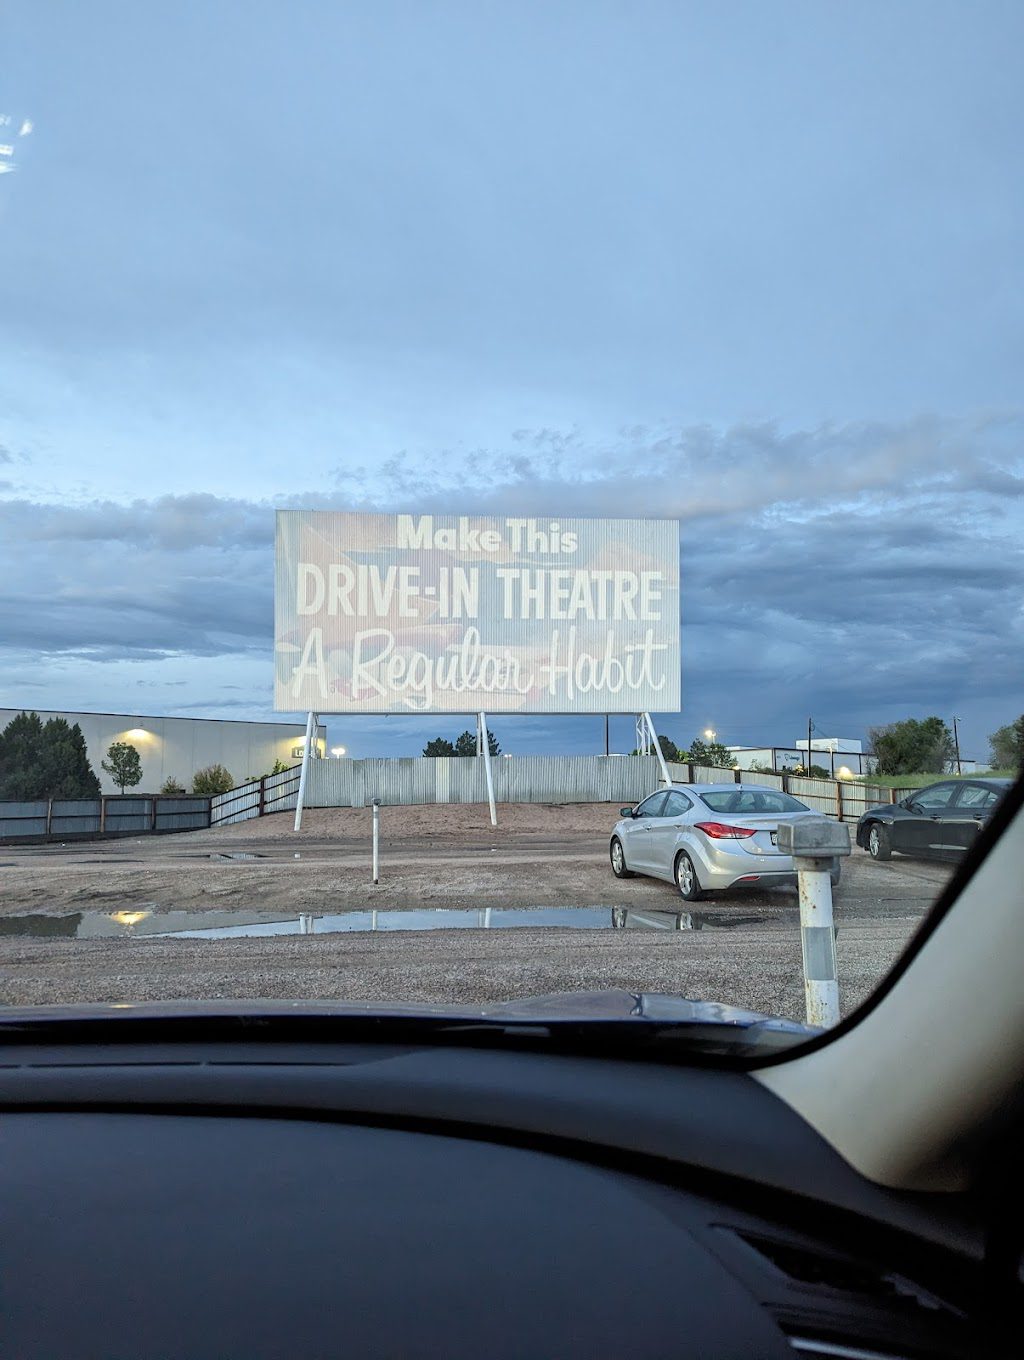 Make This
DRIVE-IN THEATRE
A Regular Habit